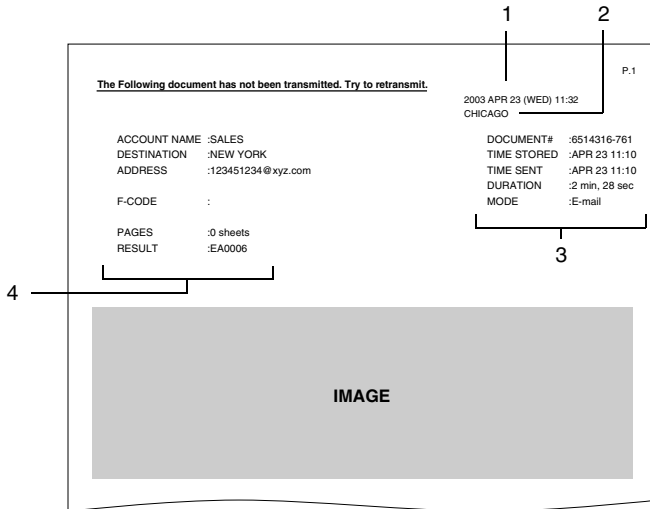 1 2
P.1
The Following document has not been transmitted. Try to retransmit.
2003 APR 23 (WED) 11:32
CHICAGO
ACCOUNT NAME :SALES
DESTINATION :NEW YORK
ADDRESS :123451234@xyz.com
F-CODE :
PAGES :0 sheets
RESULT :EA0006
DOCUMENT# :6514316-761
TIME STORED :APR 23 11:10
TIME SENT :APR 23 11:10
DURATION :2 min, 28 sec
MODE :E-mail
3
4
IMAGE